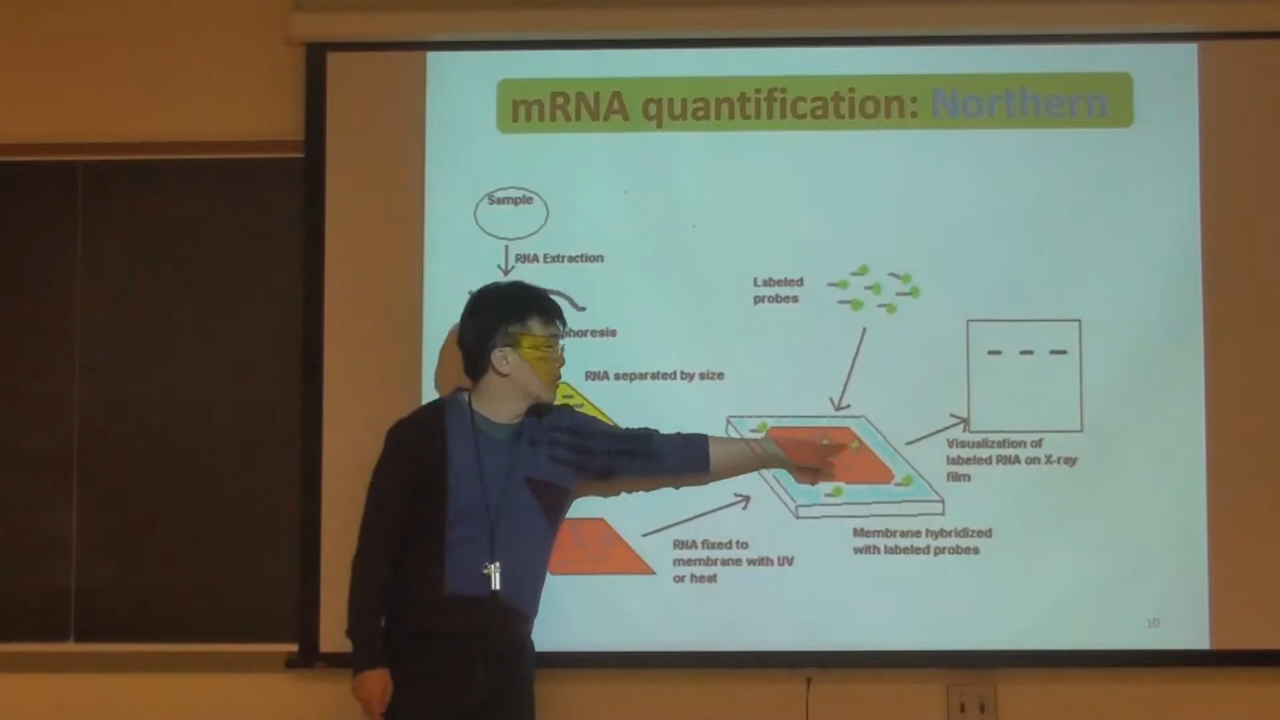 mRNA quantification: Northern
Sample
RNA Extraction
phoresis
RNA separated by size
Labeled
probes
Visualization of
labeled RNA on X-ray
film
RNA fixed to
membrane with UV
or heat
Membrane hybridized
with labeled probes
10